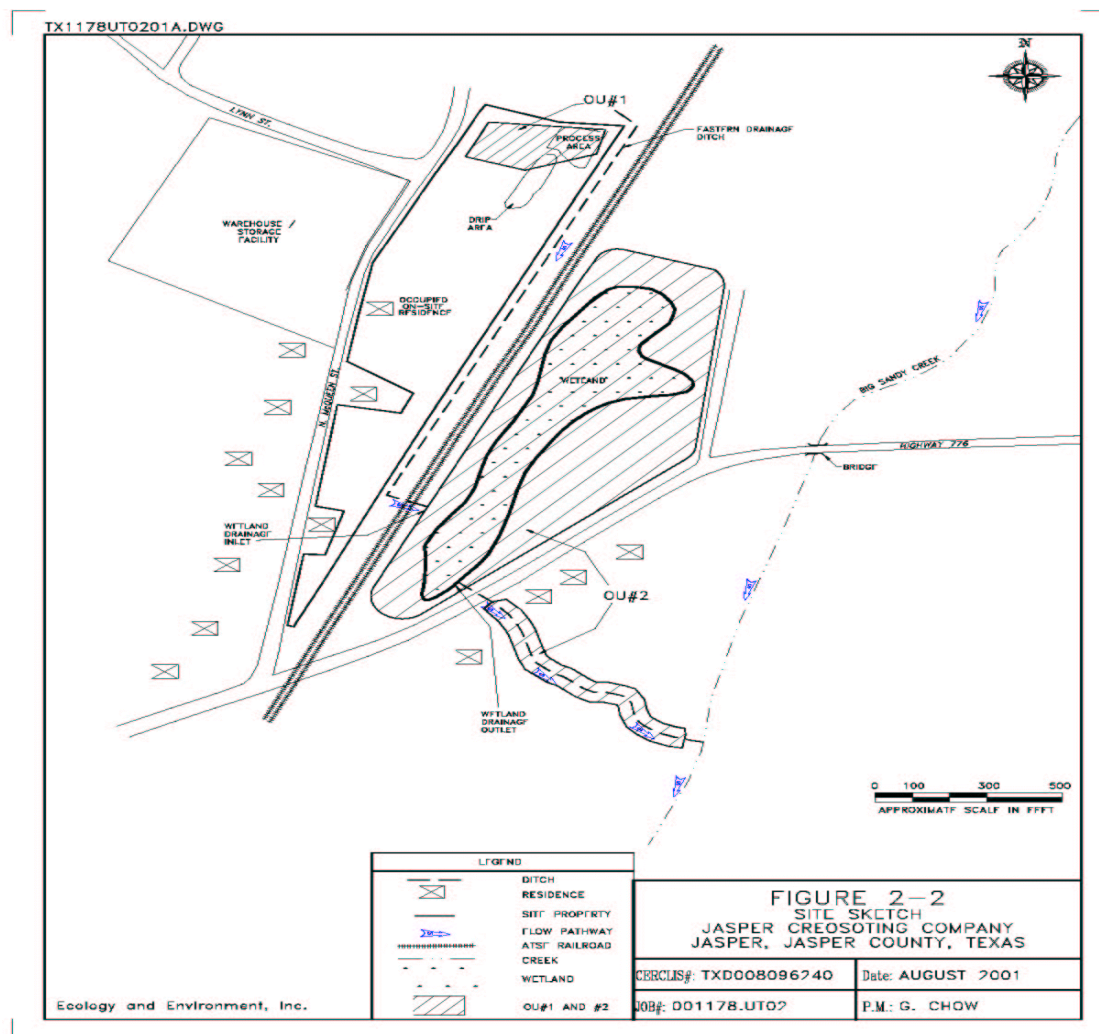 TX1178UT0201A.DWG
N
LYNN ST.
OU#1
PROCESS
AREA
EASTERN DRAINAGE
DITCH
DRIP
AREA
WAREHOUSE /
STORAGE
FACILITY
OCCUPIED
ON-SITE
RESIDENCE
"WETLAND"
BIG SANDY CREEK
N. McQUEEN ST.
HIGHWAY 776
BRIDGE
WETLAND
DRAINAGE
INLET
OU#2
WETLAND
DRAINAGE
OUTLET
0 100 300 500
APPROXIMATE SCALE IN FEET
LEGEND
DITCH
RESIDENCE
SITE PROPERTY
FLOW PATHWAY
ATSF RAILROAD
CREEK
WETLAND
OU#1 AND #2
FIGURE 2-2
SITE SKETCH
JASPER CREOSOTING COMPANY
JASPER, JASPER COUNTY, TEXAS
CERCLIS#: TXD008096240
Date: AUGUST 2001
JOB#: 001178.UT02
P.M.: G. CHOW
Ecology and Environment, Inc.